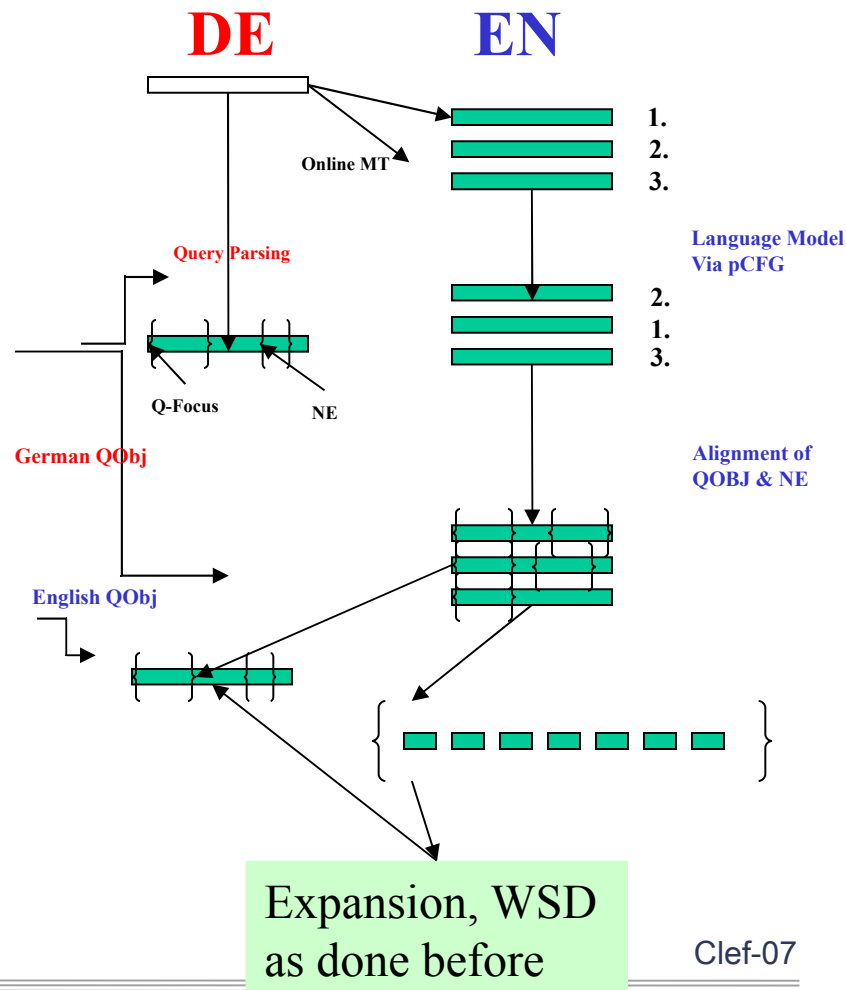 DE
EN
1.
2.
3.
Online MT
Query Parsing
Language Model
Via pCFG
2.
1.
3.
Q-Focus
NE
German QObj
Alignment of
QOBJ & NE
English QObj
Expansion, WSD
as done before
Clef-07